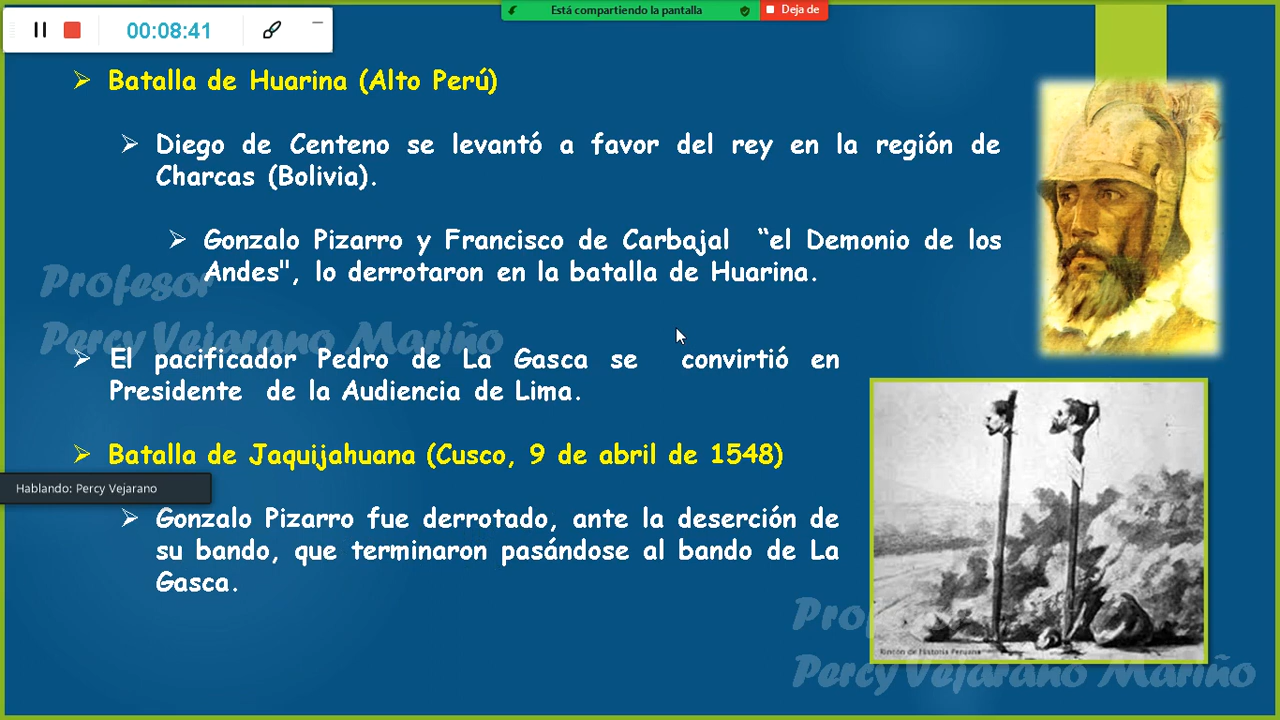 Está compartiendo la pantalla
Deja de
00:08:41
Batalla de Huarina (Alto Perú)
Diego de Centeno se levantó a favor del rey en la región de
Charcas (Bolivia).
Gonzalo Pizarro y Francisco de Carbajal “el Demonio de los
Andes", lo derrotaron en la batalla de Huarina.
Profesor
Percy Vejarano Mariño
El pacificador Pedro de La Gasca se convirtió en
Presidente de la Audiencia de Lima.
Batalla de Jaquijahuana (Cusco, 9 de abril de 1548)
Hablando: Percy Vejarano
Gonzalo Pizarro fue derrotado, ante la deserción de
su bando, que terminaron pasándose al bando de La
Gasca.
Rincón de Historia Peruana
Prof
Percy Vejarano Mariño